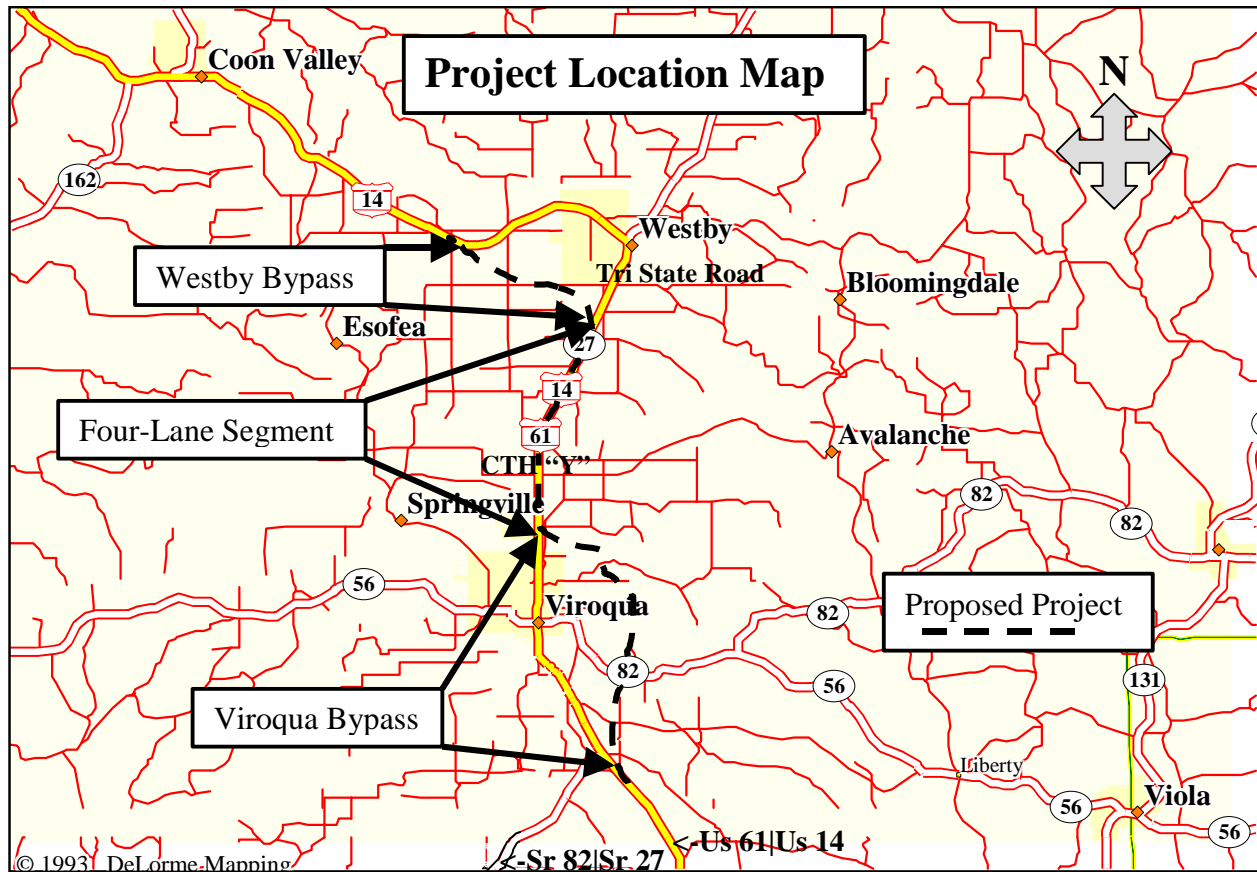 Project Location Map
N
Coon Valley
162
14
Westby
Westby Bypass
Tri State Road
Bloomingdale
Esofea
27
14
Four-Lane Segment
61
Avalanche
CTH “Y”
82
Springville
82
56
Viroqua
82
Proposed Project
82
56
131
Viroqua Bypass
Liberty
56
Viola
56
<-Us 61|Us 14
<-Sr 82|Sr 27
© 1993 DeLorme Mapping